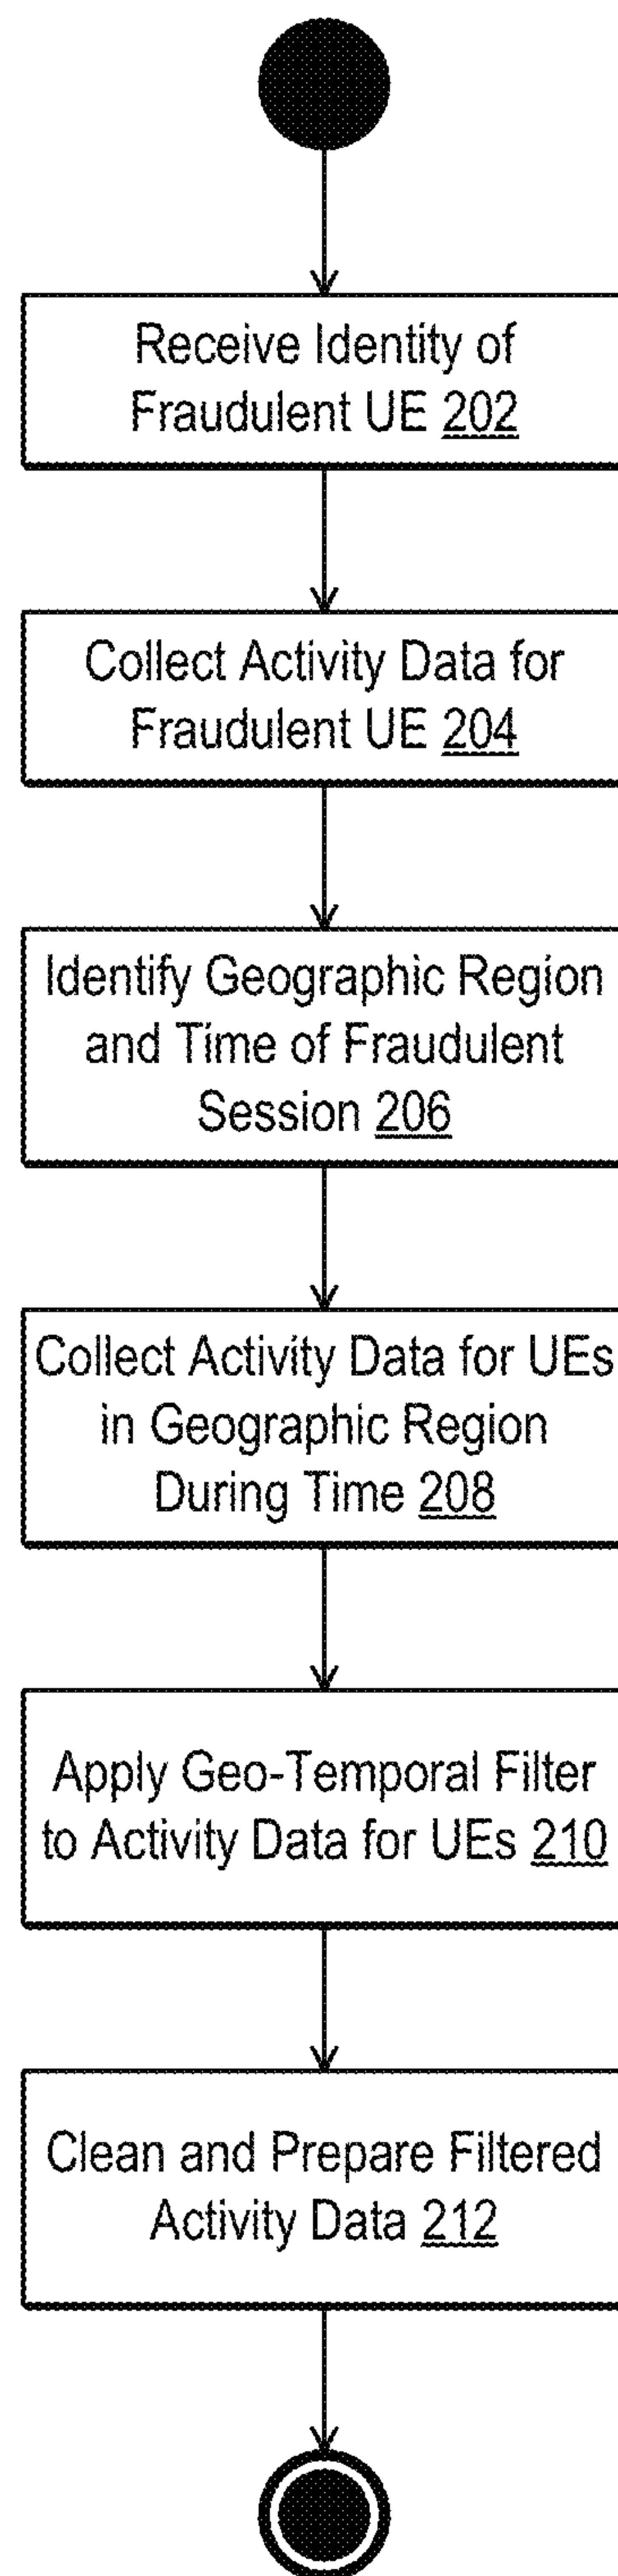 Receive Identity of
Fraudulent UE 202
Collect Activity Data for
Fraudulent UE 204
Identify Geographic Region
and Time of Fraudulent
Session 206
Collect Activity Data for UEs
in Geographic Region
During Time 208
Apply Geo-Temporal Filter
to Activity Data for UEs 210
Clean and Prepare Filtered
Activity Data 212